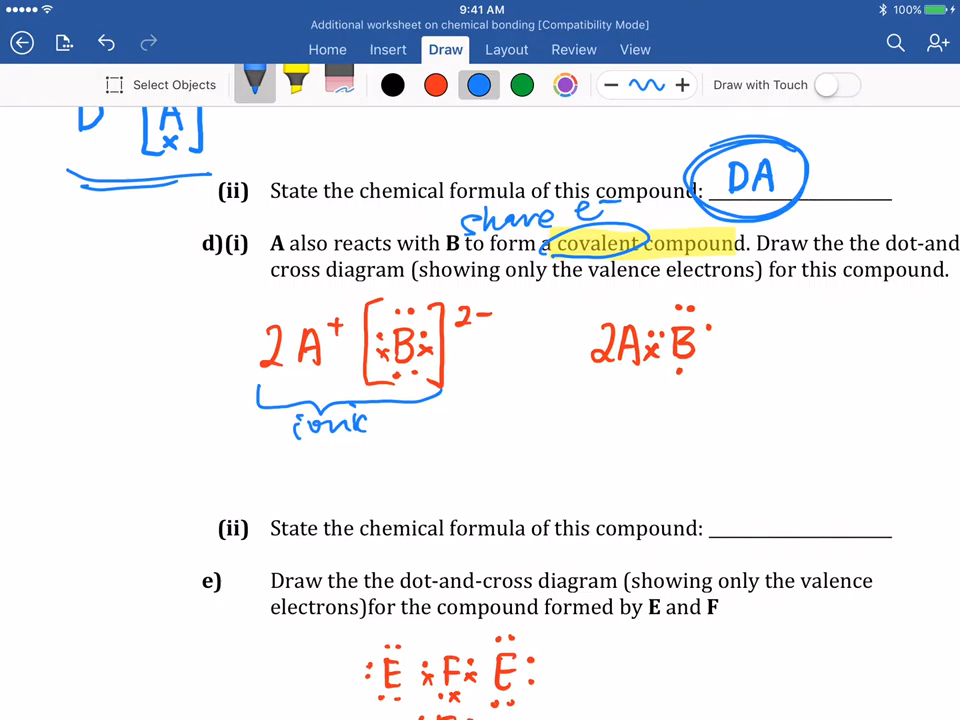 9:41 AM
100%
Additional worksheet on chemical bonding [Compatibility Mode]
Home Insert Draw Layout Review View
Select Objects
Draw with Touch
D [A]
(ii) State the chemical formula of this compound: DA
share e⁻
d)(i) A also reacts with B to form a covalent compound. Draw the the dot-and-
cross diagram (showing only the valence electrons) for this compound.
2A⁺ [B]²⁻ 2A B
ionic
(ii) State the chemical formula of this compound:
e) Draw the the dot-and-cross diagram (showing only the valence
electrons)for the compound formed by E and F
E F E